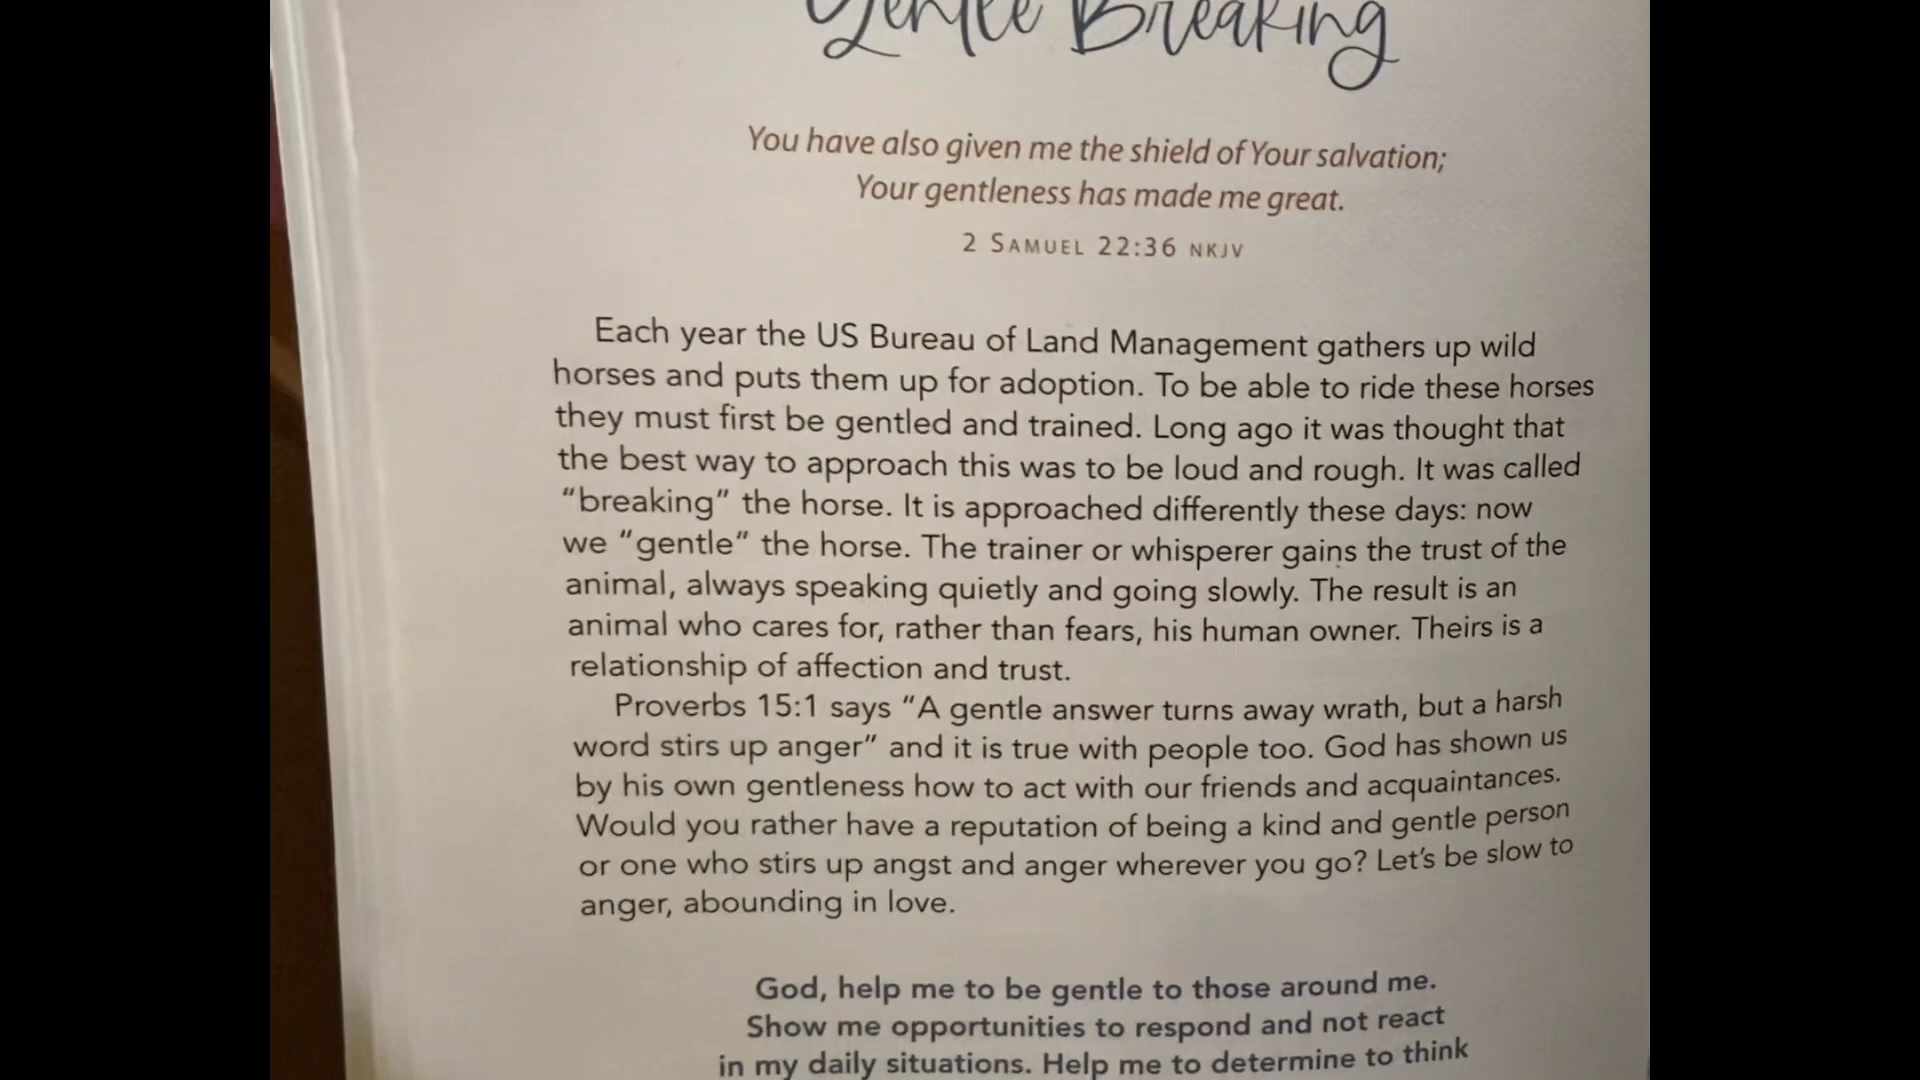 Gentle Breaking
You have also given me the shield of Your salvation;
Your gentleness has made me great.
2 Samuel 22:36 NKJV
Each year the US Bureau of Land Management gathers up wild
horses and puts them up for adoption. To be able to ride these horses
they must first be gentled and trained. Long ago it was thought that
the best way to approach this was to be loud and rough. It was called
“breaking” the horse. It is approached differently these days: now
we “gentle” the horse. The trainer or whisperer gains the trust of the
animal, always speaking quietly and going slowly. The result is an
animal who cares for, rather than fears, his human owner. Theirs is a
relationship of affection and trust.
Proverbs 15:1 says “A gentle answer turns away wrath, but a harsh
word stirs up anger” and it is true with people too. God has shown us
by his own gentleness how to act with our friends and acquaintances.
Would you rather have a reputation of being a kind and gentle person
or one who stirs up angst and anger wherever you go? Let’s be slow to
anger, abounding in love.
God, help me to be gentle to those around me.
Show me opportunities to respond and not react
in my daily situations. Help me to determine to think